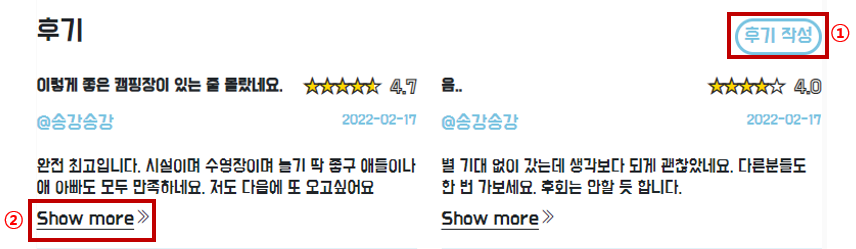 후기
후기 작성 ①
이렇게 좋은 캠핑장이 있는 줄 몰랐네요. 4.7
@송강송강 2022-02-17
완전 최고입니다. 시설이며 수영장이며 놀기 딱 좋구 애들이나
애 아빠도 모두 만족하네요. 저도 다음에 또 오고싶어요
② Show more »
음.. 4.0
@송강송강 2022-02-17
별 기대 없이 갔는데 생각보다 되게 괜찮았네요. 다른분들도
한 번 가보세요. 후회는 안할 듯 합니다.
Show more »